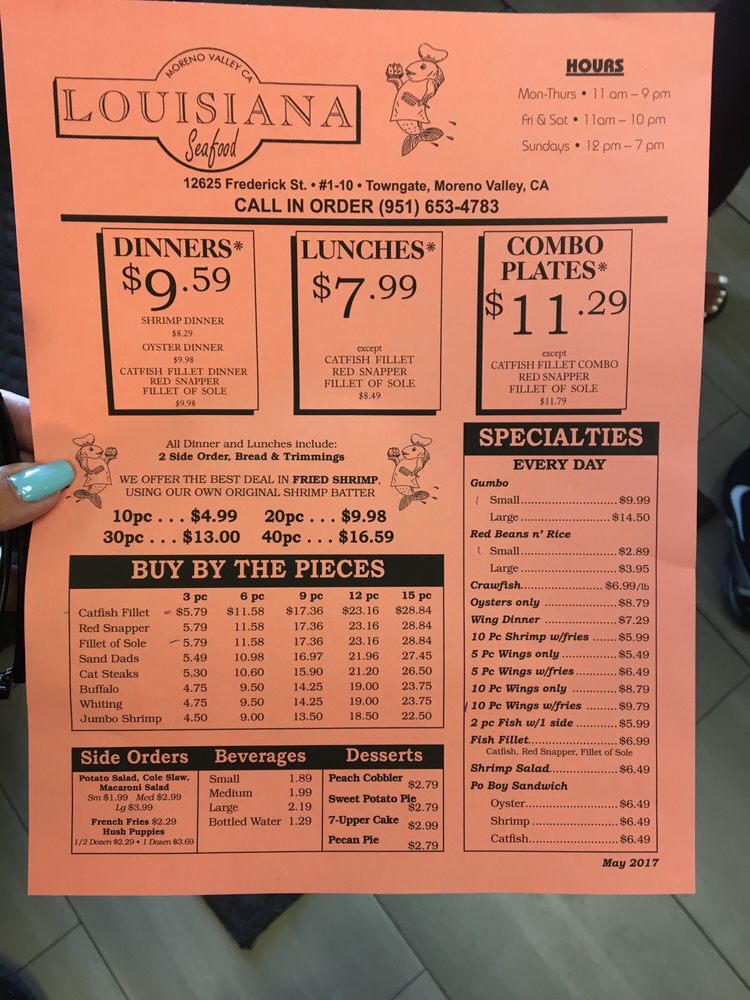 MORENO VALLEY CA
LOUISIANA
Seafood
HOURS
Mon-Thurs • 11 am – 9 pm
Fri & Sat • 11am – 10 pm
Sundays • 12 pm – 7 pm
12625 Frederick St. • #1-10 • Towngate, Moreno Valley, CA
CALL IN ORDER (951) 653-4783
DINNERS*
$9.59
SHRIMP DINNER
$8.29
OYSTER DINNER
$9.98
CATFISH FILLET DINNER
RED SNAPPER
FILLET OF SOLE
$9.98
LUNCHES*
$7.99
except
CATFISH FILLET
RED SNAPPER
FILLET OF SOLE
$8.49
COMBO
PLATES*
$11.29
except
CATFISH FILLET COMBO
RED SNAPPER
FILLET OF SOLE
$11.79
All Dinner and Lunches include:
2 Side Order, Bread & Trimmings
WE OFFER THE BEST DEAL IN FRIED SHRIMP,
USING OUR OWN ORIGINAL SHRIMP BATTER
10pc . . . $4.99 20pc . . . $9.98
30pc . . . $13.00 40pc . . . $16.59
BUY BY THE PIECES
3 pc 6 pc 9 pc 12 pc 15 pc
Catfish Fillet $5.79 $11.58 $17.36 $23.16 $28.84
Red Snapper 5.79 11.58 17.36 23.16 28.84
Fillet of Sole 5.79 11.58 17.36 23.16 28.84
Sand Dads 5.49 10.98 16.97 21.96 27.45
Cat Steaks 5.30 10.60 15.90 21.20 26.50
Buffalo 4.75 9.50 14.25 19.00 23.75
Whiting 4.75 9.50 14.25 19.00 23.75
Jumbo Shrimp 4.50 9.00 13.50 18.50 22.50
Side Orders
Potato Salad, Cole Slaw,
Macaroni Salad
Sm $1.99 Med $2.99
Lg $3.99
French Fries $2.29
Hush Puppies
1/2 Dozen $2.29 • 1 Dozen $3.69
Beverages
Small 1.89
Medium 1.99
Large 2.19
Bottled Water 1.29
Desserts
Peach Cobbler $2.79
Sweet Potato Pie $2.79
7-Upper Cake $2.99
Pecan Pie $2.79
SPECIALTIES
EVERY DAY
Gumbo
Small..................... $9.99
Large.................... $14.50
Red Beans n' Rice
Small..................... $2.89
Large..................... $3.95
Crawfish..................... $6.99/lb
Oysters only ................ $8.79
Wing Dinner ................ $7.29
10 Pc Shrimp w/fries ...... $5.99
5 Pc Wings only ............ $5.49
5 Pc Wings w/fries.......... $6.49
10 Pc Wings only .......... $8.79
10 Pc Wings w/fries ....... $9.79
2 pc Fish w/1 side .......... $5.99
Fish Fillet..................... $6.99
Catfish, Red Snapper, Fillet of Sole
Shrimp Salad................ $6.49
Po Boy Sandwich
Oyster..................... $6.49
Shrimp .................... $6.49
Catfish.................... $6.49
May 2017